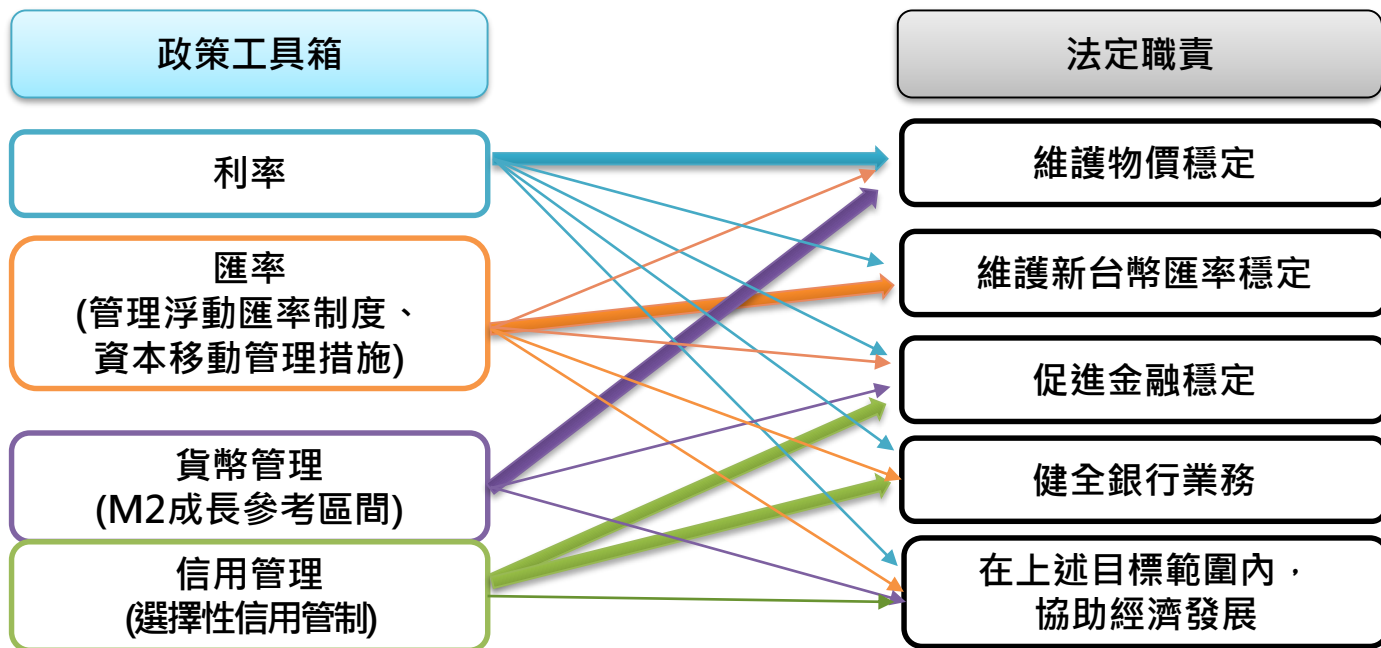 政策工具箱
法定職責
利率
匯率
(管理浮動匯率制度、
資本移動管理措施)
貨幣管理
(M2成長參考區間)
信用管理
(選擇性信用管制)
維護物價穩定
維護新台幣匯率穩定
促進金融穩定
健全銀行業務
在上述目標範圍內，
協助經濟發展